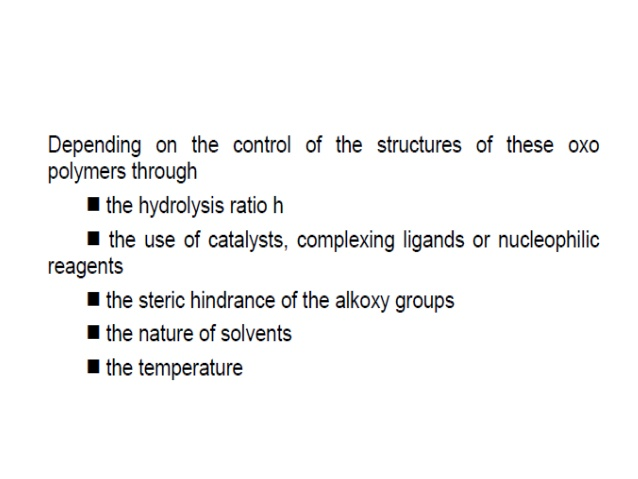 Depending on the control of the structures of these oxo
polymers through
■ the hydrolysis ratio h
■ the use of catalysts, complexing ligands or nucleophilic
reagents
■ the steric hindrance of the alkoxy groups
■ the nature of solvents
■ the temperature